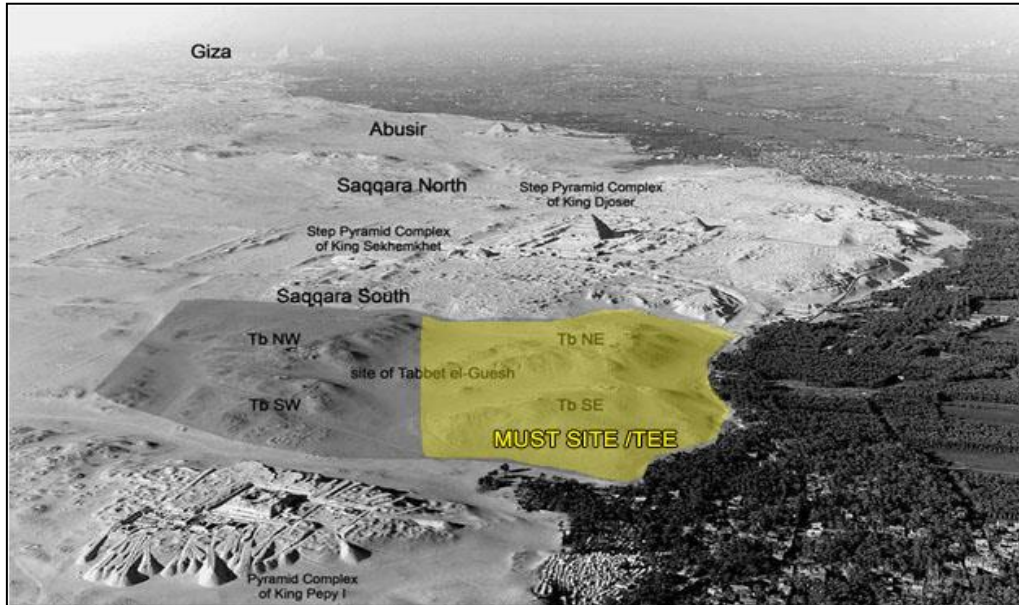 Giza
Abusir
Saqqara North
Step Pyramid Complex
of King Djoser
Step Pyramid Complex
of King Sekhemkhet
Saqqara South
Tb NW
Tb NE
site of Tabbet el-Guesh
Tb SW
Tb SE
MUST SITE /TEE
Pyramid Complex
of King Pepy I